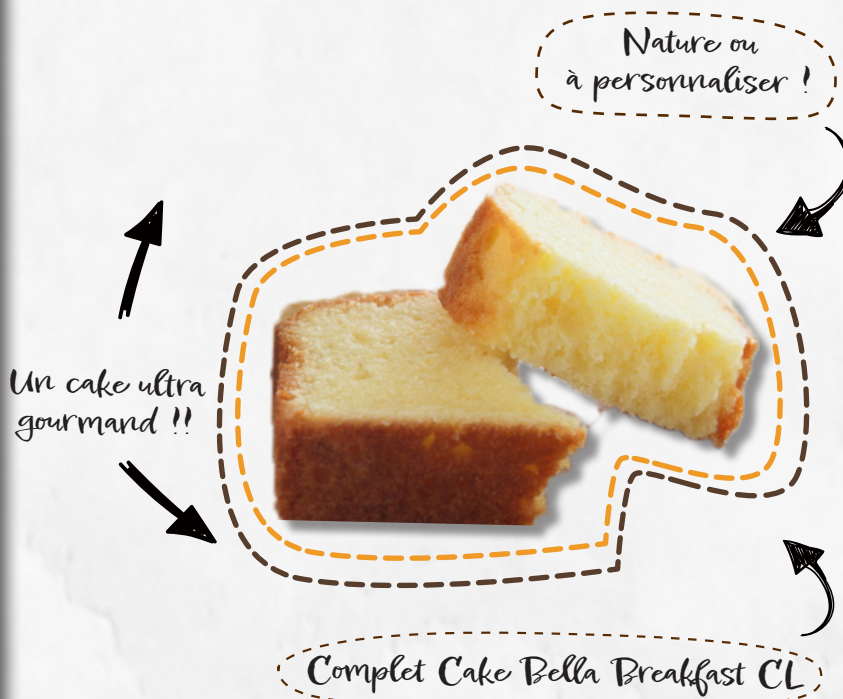 Nature ou
à personnaliser !
Un cake ultra
gourmand !!
Complet Cake Bella Breakfast CL